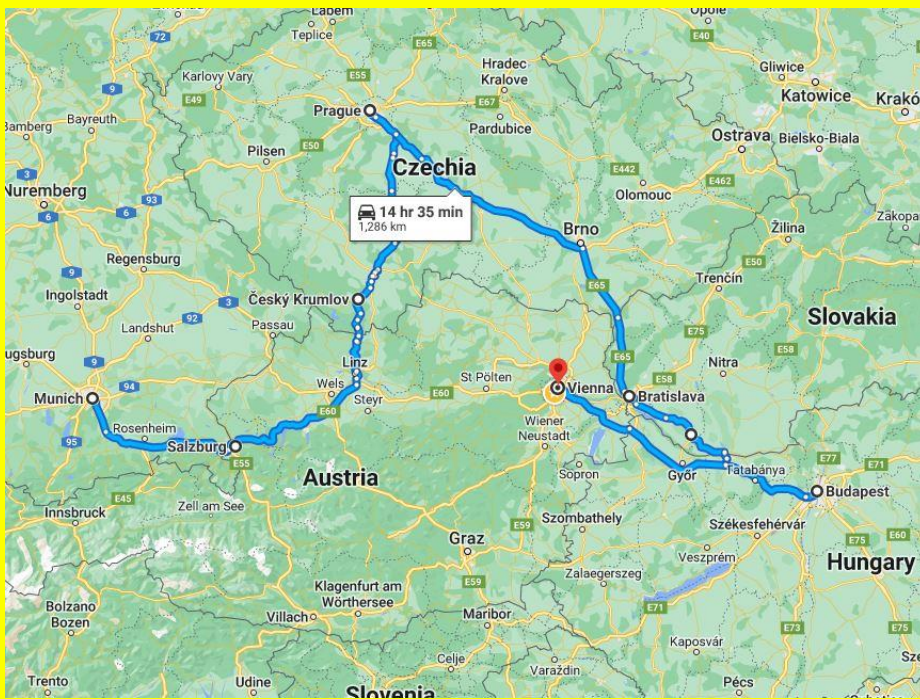 Labem
Teplice
Opole
72
E65
E40
Karlovy Vary
E55
Hradec
Kralove
Gliwice
Katowice
9
E49
Prague
E67
Krakó
Pardubice
Bamberg
Bayreuth
Pilsen
E50
Ostrava
Bielsko-Biala
3
Czechia
E442
E462
Nuremberg
93
Olomouc
6
6
14 hr 35 min
1,286 km
Zakopa
Brno
Žilina
9
Regensburg
E50
E65
Trenčín
Ingolstadt
3
Český Krumlov
92
Landshut
Passau
E75
Slovakia
Augsburg
9
Linz
E65
Nitra
E58
94
Wels
St Pölten
Vienna
E58
Munich
Steyr
E60
Bratislava
95
Rosenheim
E60
Wiener
Neustadt
Salzburg
E77
E71
E55
Sopron
Győr
Tatabánya
Austria
Budapest
E45
Zell am See
Innsbruck
E59
Szombathely
Székesfehérvár
E60
Graz
Veszprém
E75
E59
Zalaegerszeg
Hungary
Klagenfurt am
Wörthersee
E71
Bolzano
Bozen
Villach
Maribor
E73
E75
Kaposvár
Celje
Trento
Udine
Varaždin
Pécs
Slovenia